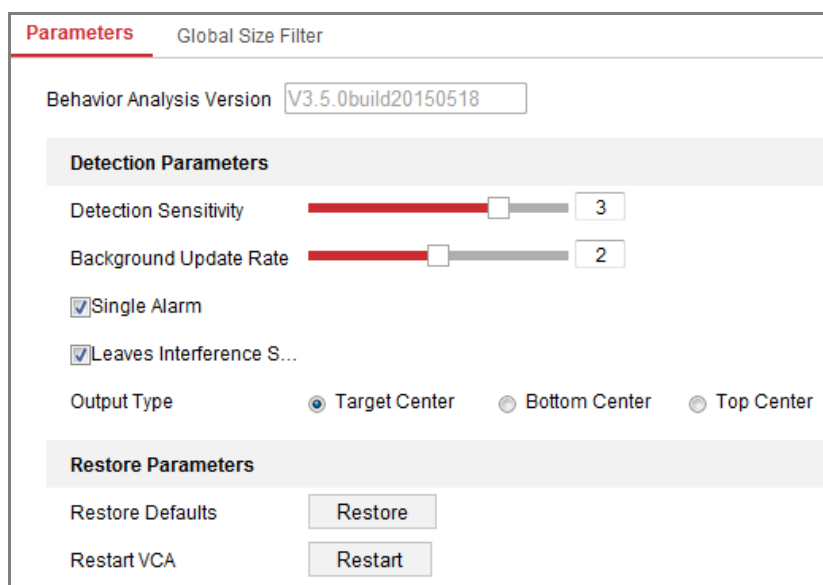 Parameters Global Size Filter
Behavior Analysis Version V3.5.0build20150518
Detection Parameters
Detection Sensitivity 3
Background Update Rate 2
Single Alarm
Leaves Interference S...
Output Type Target Center Bottom Center Top Center
Restore Parameters
Restore Defaults Restore
Restart VCA Restart